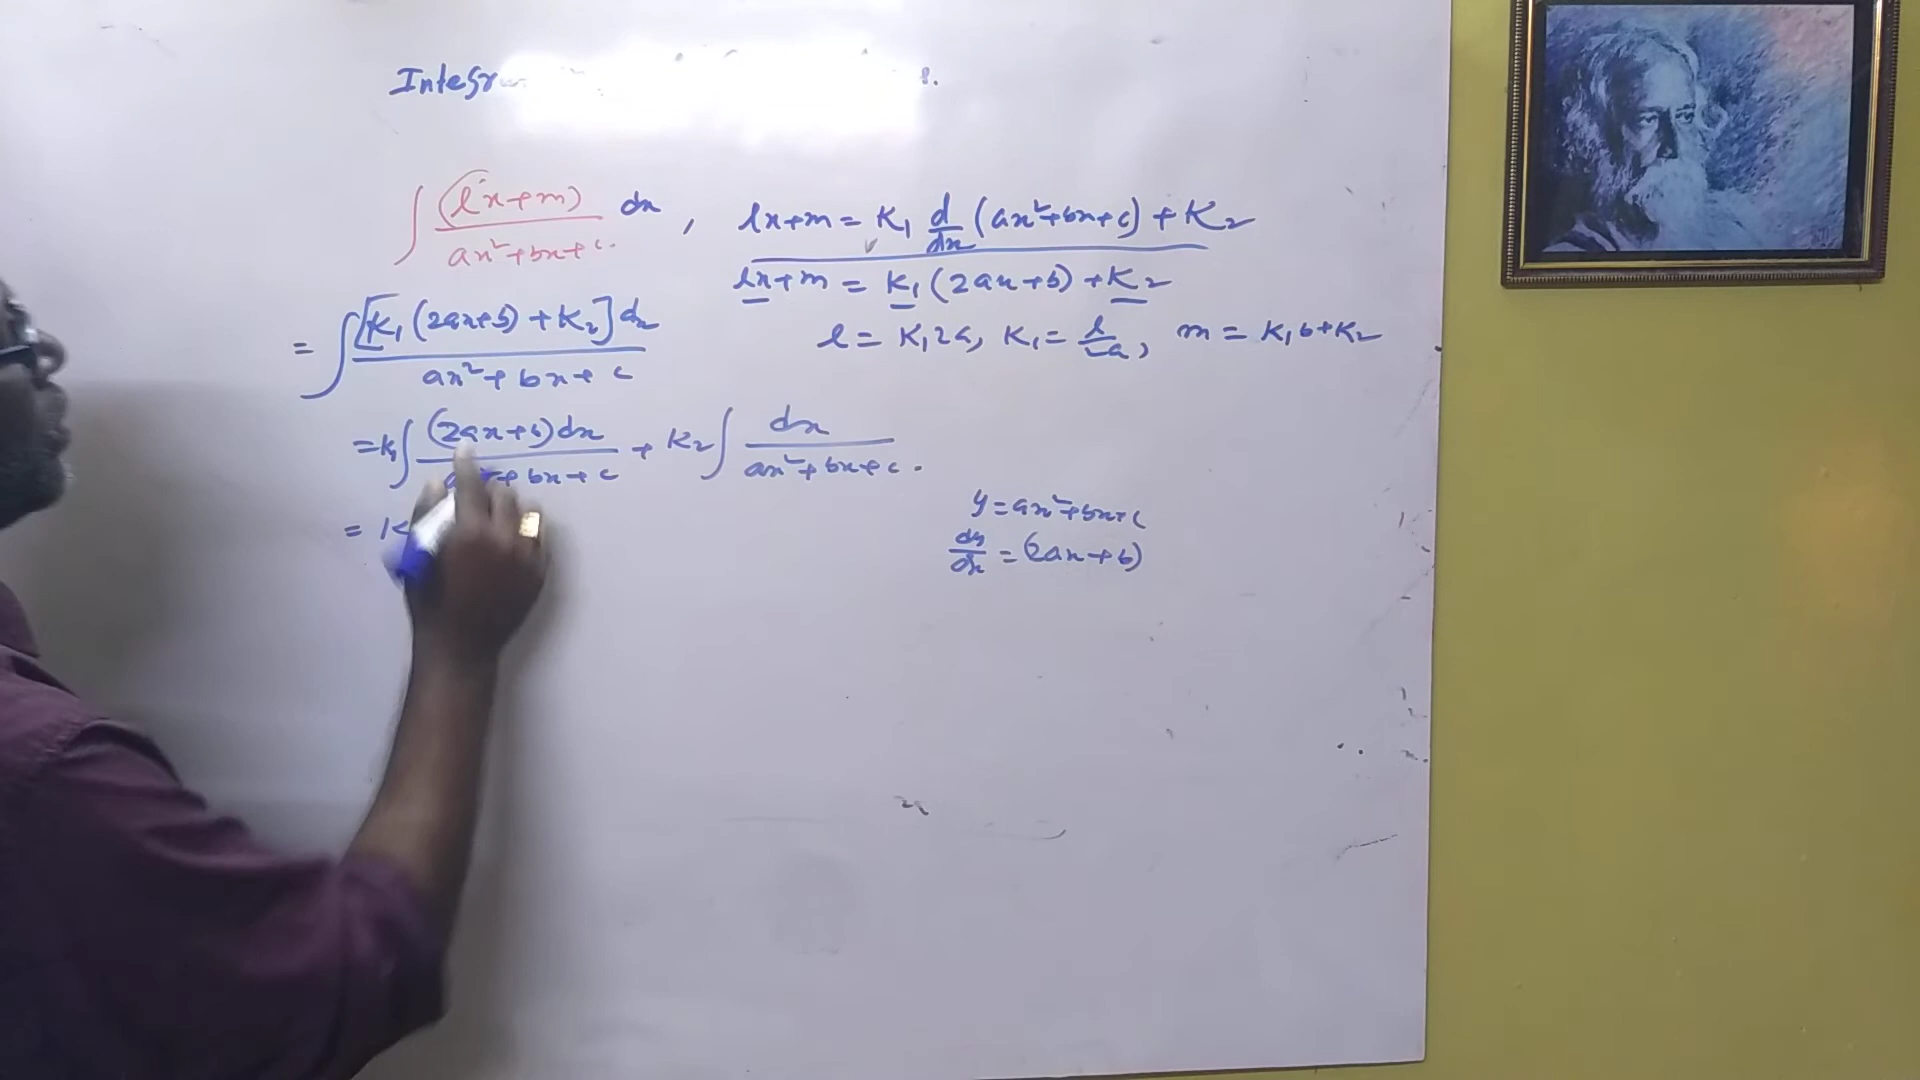 ∫ (lx+m) / (ax²+bx+c) dx , lx+m = K₁ d/dx (ax²+bx+c) + K₂
lx+m = K₁ (2ax+b) + K₂
= ∫ [K₁ (2ax+b) + K₂] dx / (ax²+bx+c)
l = K₁2a, K₁ = l/2a, m = K₁b+K₂
= K₁ ∫ (2ax+b)dx / (ax²+bx+c) + K₂ ∫ dx / (ax²+bx+c).
= K
y = ax²+bx+c
dy/dx = (2ax+b)